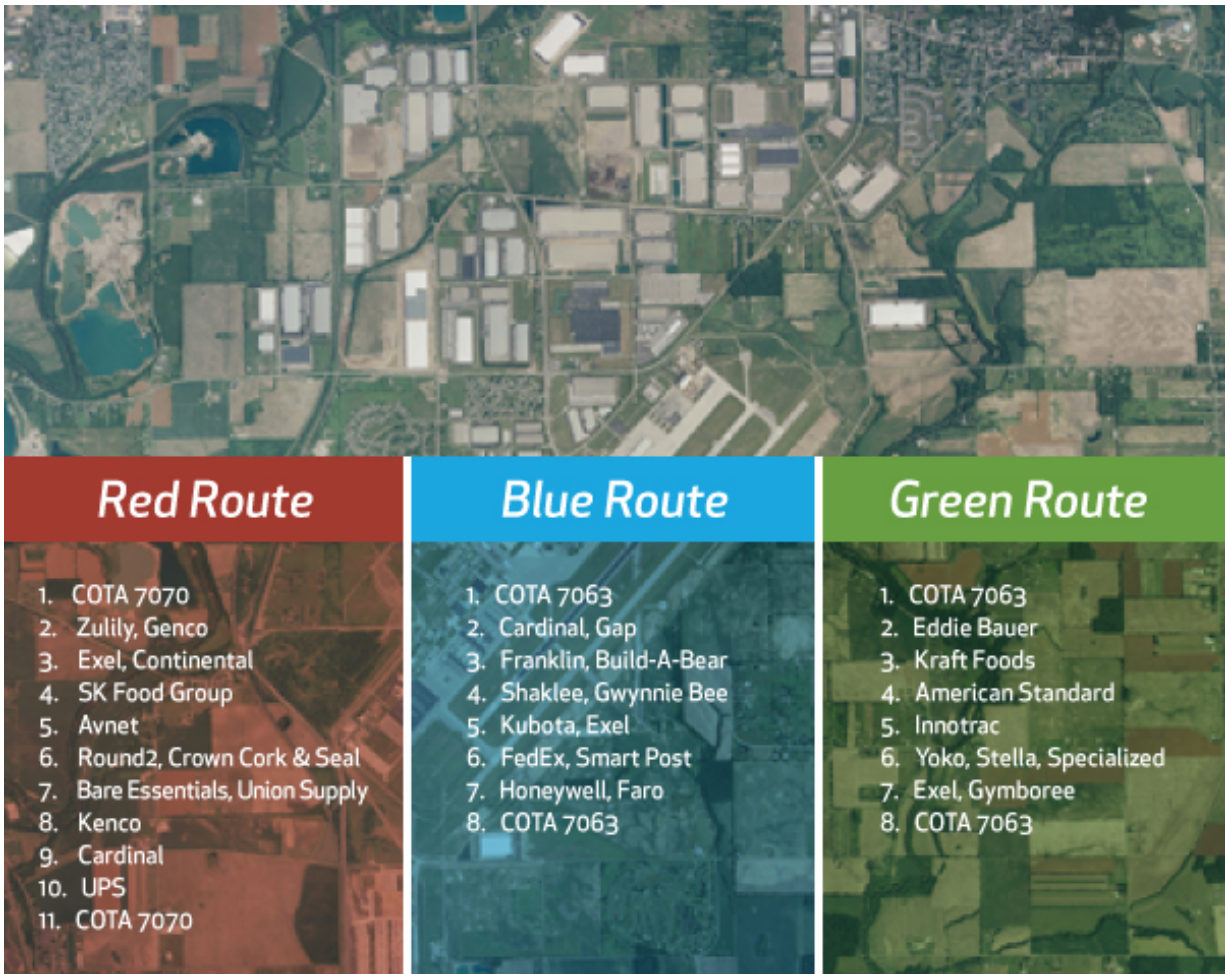 Red Route
1. COTA 7070
2. Zulily, Genco
3. Exel, Continental
4. SK Food Group
5. Avnet
6. Round2, Crown Cork & Seal
7. Bare Essentials, Union Supply
8. Kenco
9. Cardinal
10. UPS
11. COTA 7070
Blue Route
1. COTA 7063
2. Cardinal, Gap
3. Franklin, Build-A-Bear
4. Shaklee, Gwynnie Bee
5. Kubota, Exel
6. FedEx, Smart Post
7. Honeywell, Faro
8. COTA 7063
Green Route
1. COTA 7063
2. Eddie Bauer
3. Kraft Foods
4. American Standard
5. Innotrac
6. Yoko, Stella, Specialized
7. Exel, Gymboree
8. COTA 7063